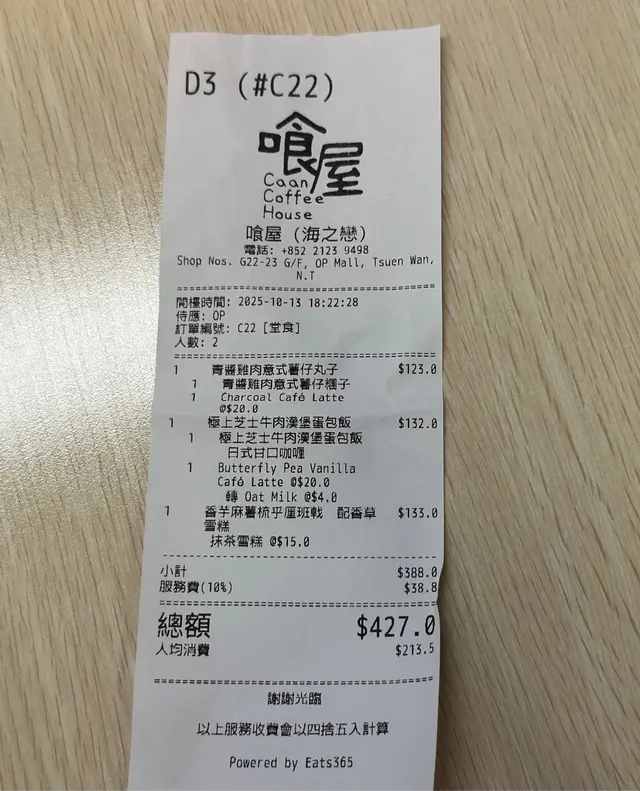 D3 (#C22)
喰屋
Caan
Coffee
House
喰屋 (海之戀)
電話: +852 2123 9498
Shop Nos. G22-23 G/F, OP Mall, Tsuen Wan,
N.T
開檯時間: 2025-10-13 18:22:28
侍應: OP
訂單編號: C22 [堂食]
人數: 2
1 青醬雞肉意式薯仔丸子 $123.0
1 青醬雞肉意式薯仔糰子
1 Charcoal Café Latte
@$20.0
1 極上芝士牛肉漢堡蛋包飯 $132.0
1 極上芝士牛肉漢堡蛋包飯
日式甘口咖喱
1 Butterfly Pea Vanilla
Café Latte @$20.0
轉 Oat Milk @$4.0
1 香芋麻薯梳乎厘班戟 配香草 $133.0
雪糕
抹茶雪糕 @$15.0
小計 $388.0
服務費(10%) $38.8
總額 $427.0
人均消費 $213.5
謝謝光臨
以上服務收費會以四捨五入計算
Powered by Eats365